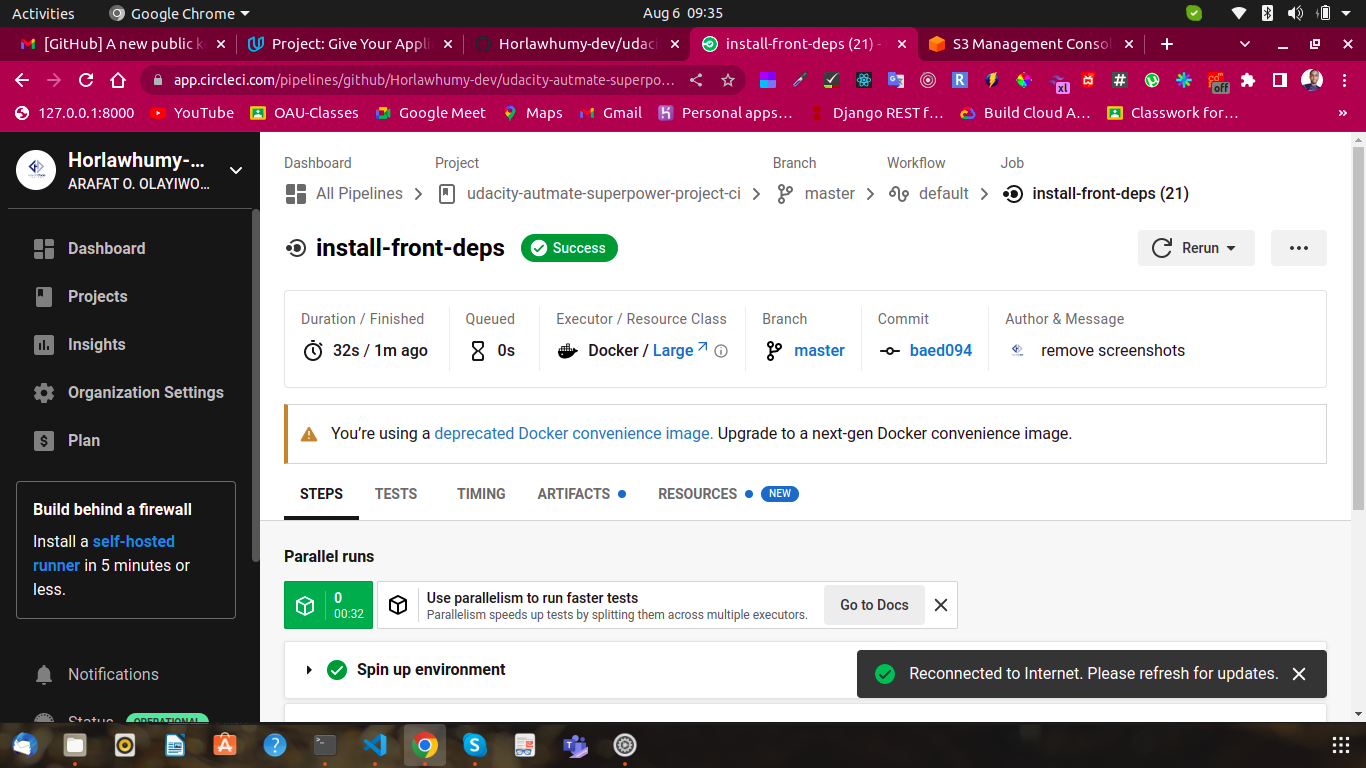 Activities Google Chrome Aug 6 09:35
[GitHub] A new public k Project: Give Your Appli Horlawhumy-dev/udaci install-front-deps (21) - S3 Management Consol
app.circleci.com/pipelines/github/Horlawhumy-dev/udacity-autmate-superpo… xl off
127.0.0.1:8000 YouTube OAU-Classes Google Meet Maps Gmail Personal apps… Django REST f… Build Cloud A… Classwork for… »
Horlawhumy-…
ARAFAT O. OLAYIWO…
Dashboard
Projects
Insights
Organization Settings
Plan
Build behind a firewall
Install a self-hosted
runner in 5 minutes or
less.
Notifications
Status OPERATIONAL
Dashboard Project Branch Workflow Job
All Pipelines udacity-autmate-superpower-project-ci master default install-front-deps (21)
install-front-deps Success Rerun
Duration / Finished Queued Executor / Resource Class Branch Commit Author & Message
32s / 1m ago 0s Docker / Large master baed094 remove screenshots
You’re using a deprecated Docker convenience image. Upgrade to a next-gen Docker convenience image.
STEPS TESTS TIMING ARTIFACTS RESOURCES NEW
Parallel runs
0
00:32
Use parallelism to run faster tests
Parallelism speeds up tests by splitting them across multiple executors.
Go to Docs
Spin up environment
Reconnected to Internet. Please refresh for updates.